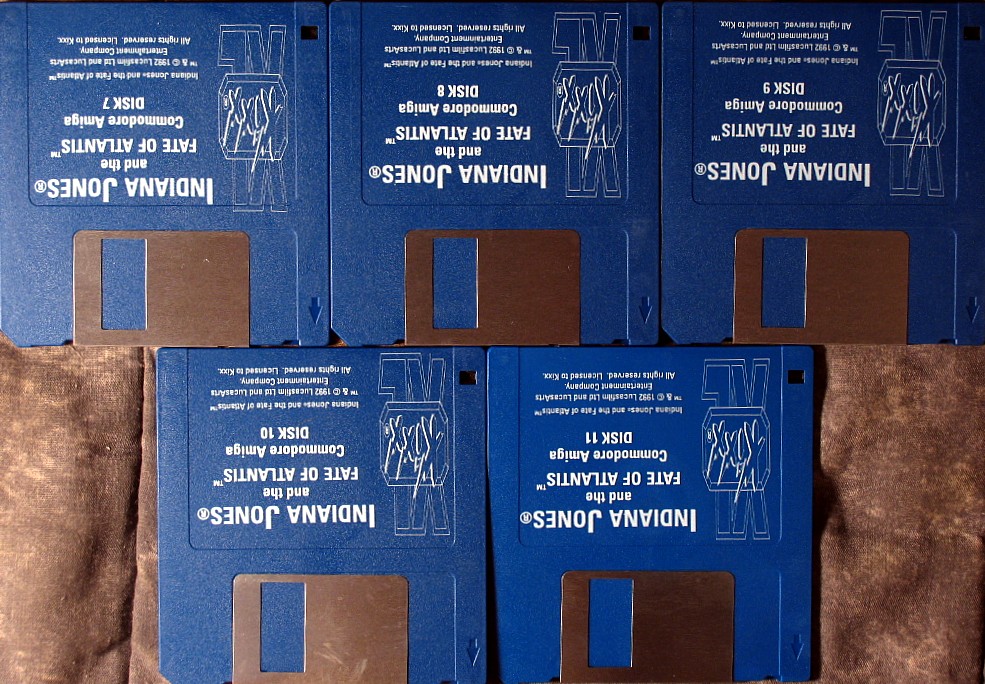 INDIANA JONES®
and the
FATE OF ATLANTIS™
Commodore Amiga
DISK 7
Indiana Jones® and the Fate of Atlantis™
™ & © 1992 Lucasfilm Ltd and LucasArts
Entertainment Company.
All rights reserved. Licensed to Kixx.
INDIANA JONES®
and the
FATE OF ATLANTIS™
Commodore Amiga
DISK 8
Indiana Jones® and the Fate of Atlantis™
™ & © 1992 Lucasfilm Ltd and LucasArts
Entertainment Company.
All rights reserved. Licensed to Kixx.
INDIANA JONES®
and the
FATE OF ATLANTIS™
Commodore Amiga
DISK 9
Indiana Jones® and the Fate of Atlantis™
™ & © 1992 Lucasfilm Ltd and LucasArts
Entertainment Company.
All rights reserved. Licensed to Kixx.
INDIANA JONES®
and the
FATE OF ATLANTIS™
Commodore Amiga
DISK 10
Indiana Jones® and the Fate of Atlantis™
™ & © 1992 Lucasfilm Ltd and LucasArts
Entertainment Company.
All rights reserved. Licensed to Kixx.
INDIANA JONES®
and the
FATE OF ATLANTIS™
Commodore Amiga
DISK 11
Indiana Jones® and the Fate of Atlantis™
™ & © 1992 Lucasfilm Ltd and LucasArts
Entertainment Company.
All rights reserved. Licensed to Kixx.